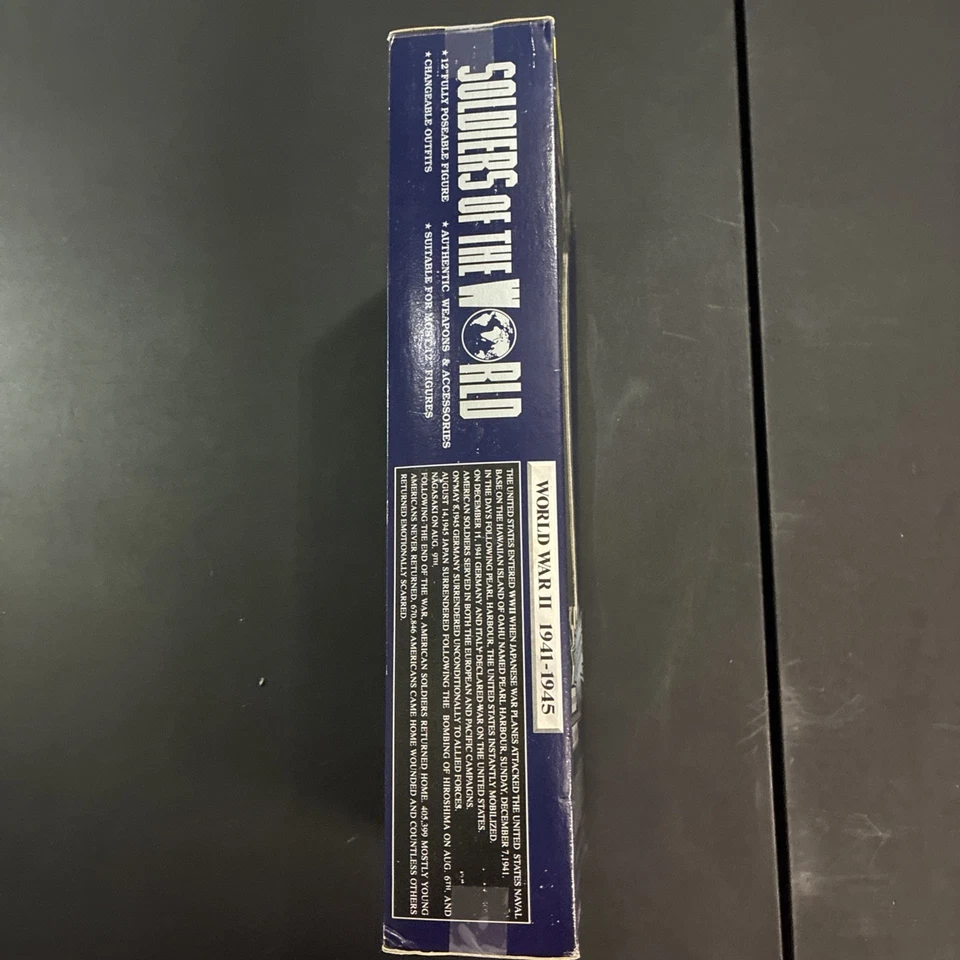 SOLDIERS OF THE WORLD
★ 12" FULLY POSEABLE FIGURE
★ CHANGEABLE OUTFITS
★ AUTHENTIC WEAPONS & ACCESSORIES
★ SUITABLE FOR MOST 12" FIGURES
WORLD WAR II 1941-1945
THE UNITED STATES ENTERED WWII WHEN JAPANESE WAR PLANES ATTACKED THE UNITED STATES NAVAL
BASE ON THE HAWAIIAN ISLAND OF OAHU NAMED PEARL HARBOUR, SUNDAY, DECEMBER 7,1941.
IN THE DAYS FOLLOWING PEARL HARBOUR, THE UNITED STATES INSTANTLY MOBILIZED.
ON DECEMBER 11, 1941 GERMANY AND ITALY DECLARED WAR ON THE UNITED STATES.
AMERICAN SOLDIERS SERVED IN BOTH THE EUROPEAN AND PACIFIC CAMPAIGNS.
ON MAY 8,1945 GERMANY SURRENDERED UNCONDITIONALLY TO ALLIED FORCES.
AUGUST 14,1945 JAPAN SURRENDERED FOLLOWING THE BOMBING OF HIROSHIMA ON AUG. 6TH, AND
NAGASAKI ON AUG. 9TH.
FOLLOWING THE END OF THE WAR, AMERICAN SOLDIERS RETURNED HOME. 405,399 MOSTLY YOUNG
AMERICANS NEVER RETURNED, 670,846 AMERICANS CAME HOME WOUNDED AND COUNTLESS OTHERS
RETURNED EMOTIONALLY SCARRED.